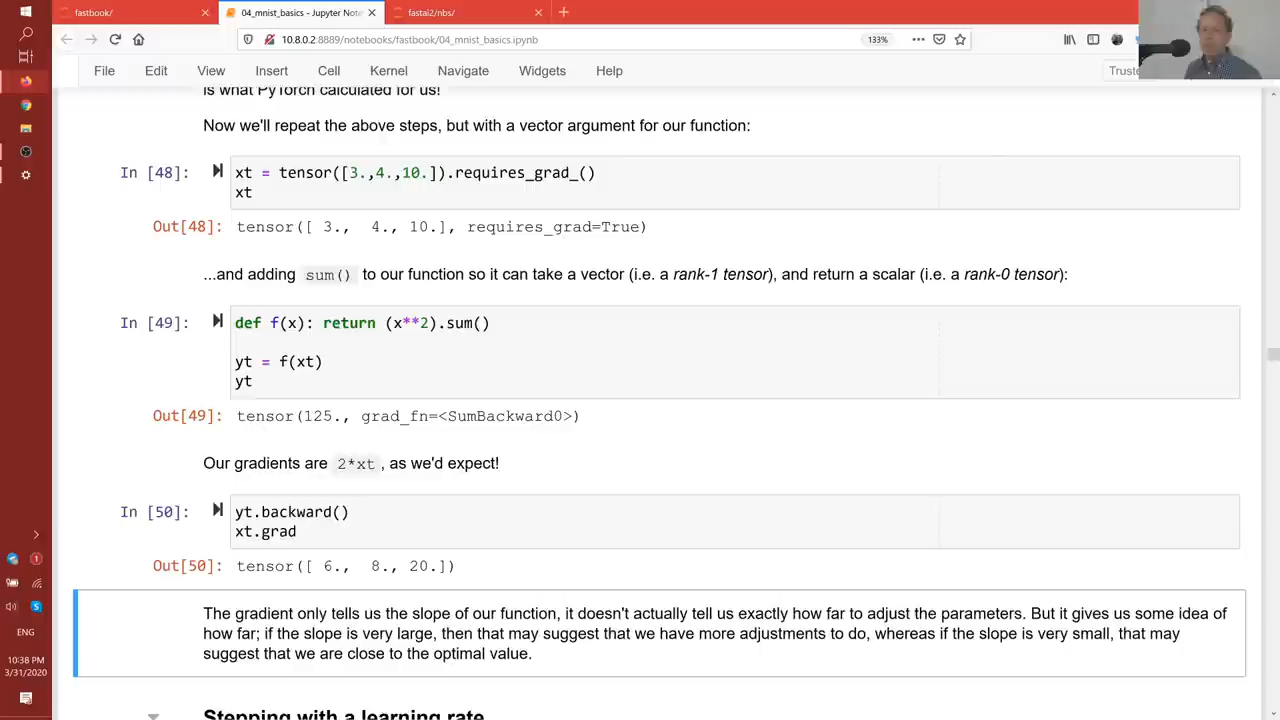 fastbook/
04_mnist_basics - Jupyter Not
fastai2/nbs/
10.8.0.2:8889/notebooks/fastbook/04_mnist_basics.ipynb
133%
File Edit View Insert Cell Kernel Navigate Widgets Help
Truste
is what PyTorch calculated for us!
Now we'll repeat the above steps, but with a vector argument for our function:
In [48]: xt = tensor([3.,4.,10.]).requires_grad_()
xt
Out[48]: tensor([ 3., 4., 10.], requires_grad=True)
...and adding sum() to our function so it can take a vector (i.e. a rank-1 tensor), and return a scalar (i.e. a rank-0 tensor):
In [49]: def f(x): return (x**2).sum()
yt = f(xt)
yt
Out[49]: tensor(125., grad_fn=<SumBackward0>)
Our gradients are 2*xt , as we'd expect!
In [50]: yt.backward()
xt.grad
Out[50]: tensor([ 6., 8., 20.])
The gradient only tells us the slope of our function, it doesn't actually tell us exactly how far to adjust the parameters. But it gives us some idea of
how far; if the slope is very large, then that may suggest that we have more adjustments to do, whereas if the slope is very small, that may
suggest that we are close to the optimal value.
Stepping with a learning rate
1
ENG
10:38 PM
3/31/2020